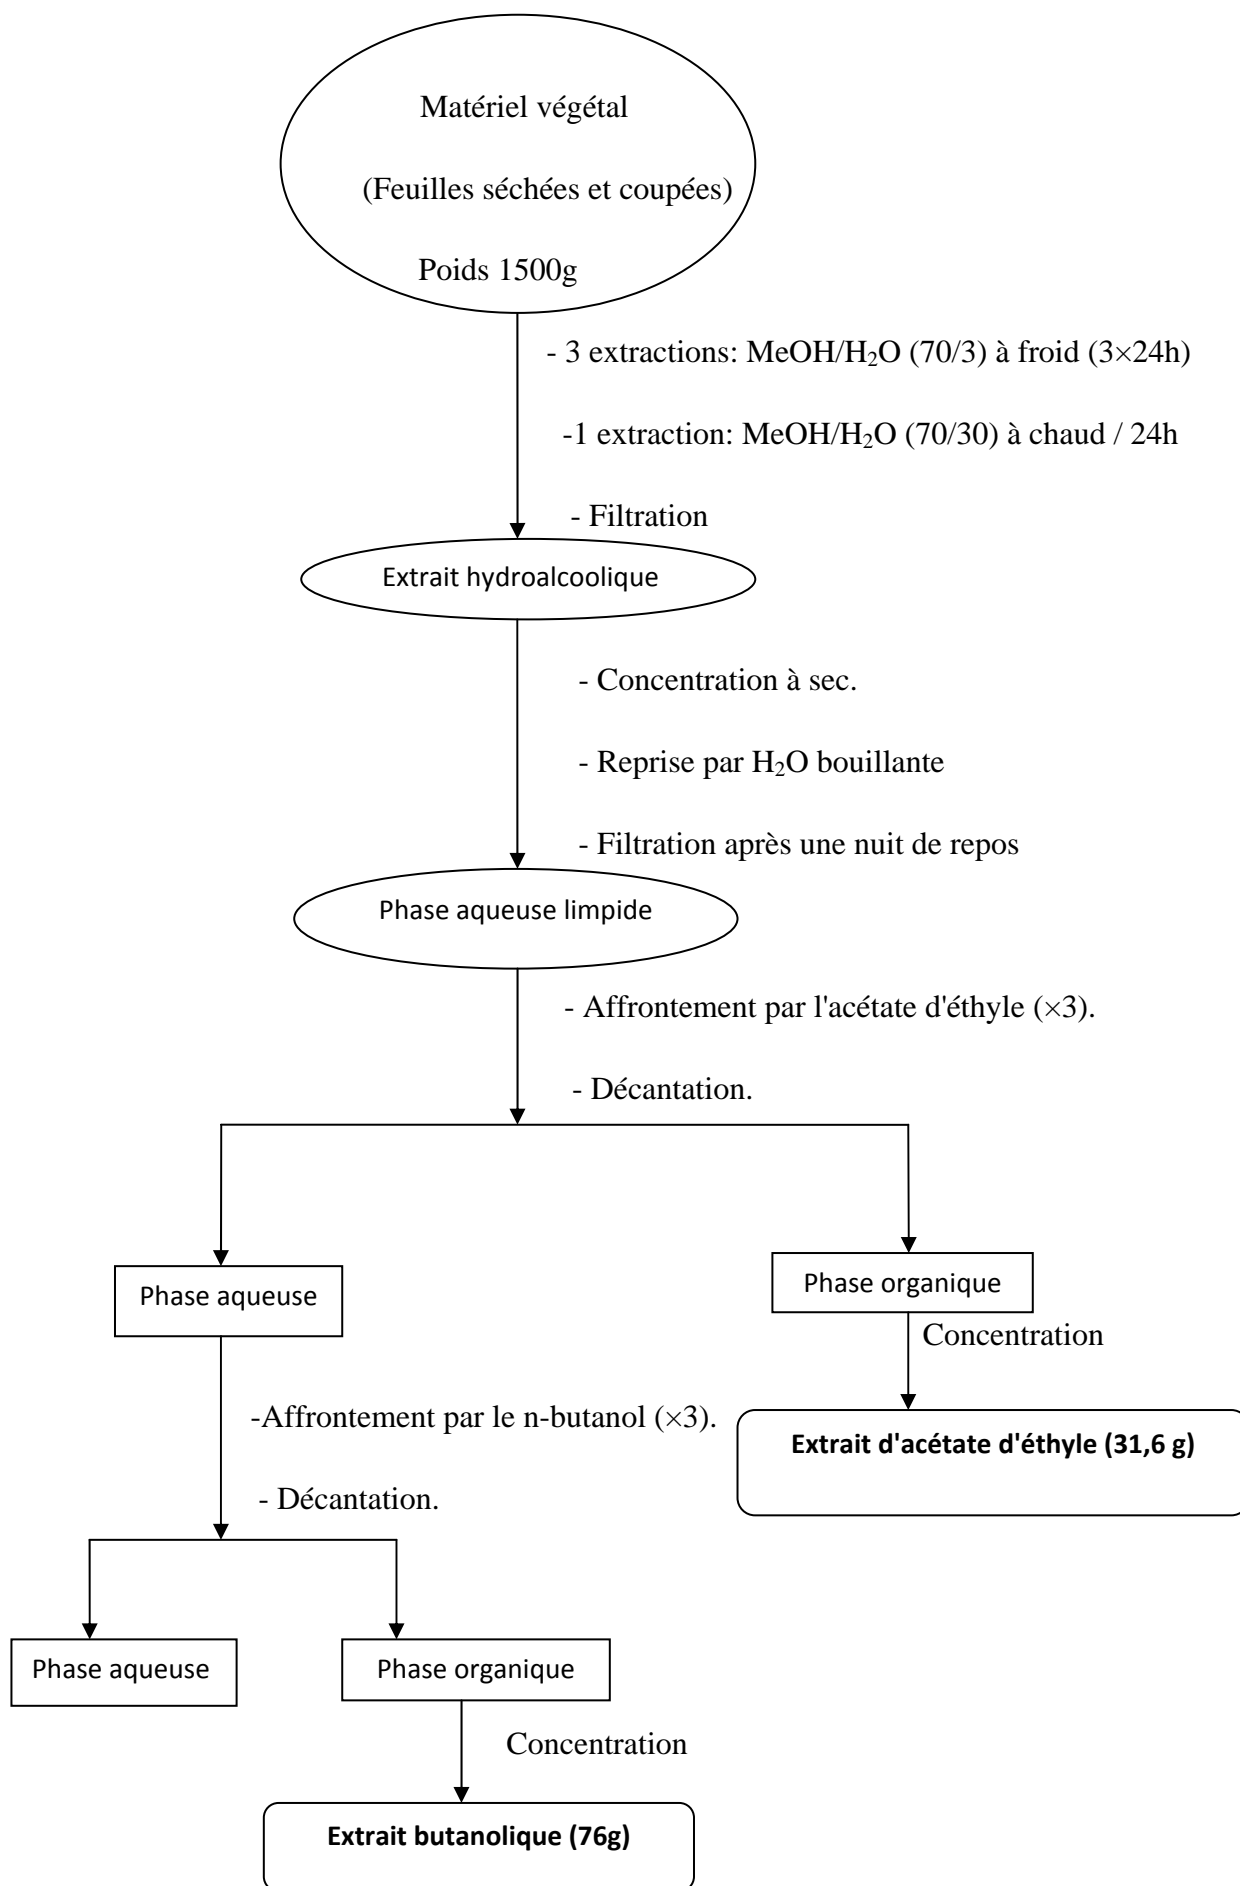 Matériel végétal
(Feuilles séchées et coupées)
Poids 1500g
- 3 extractions: MeOH/H₂O (70/3) à froid (3×24h)
-1 extraction: MeOH/H₂O (70/30) à chaud / 24h
- Filtration
Extrait hydroalcoolique
- Concentration à sec.
- Reprise par H₂O bouillante
- Filtration après une nuit de repos
Phase aqueuse limpide
- Affrontement par l'acétate d'éthyle (×3).
- Décantation.
Phase aqueuse
Phase organique
Concentration
Extrait d'acétate d'éthyle (31,6 g)
-Affrontement par le n-butanol (×3).
- Décantation.
Phase aqueuse
Phase organique
Concentration
Extrait butanolique (76g)